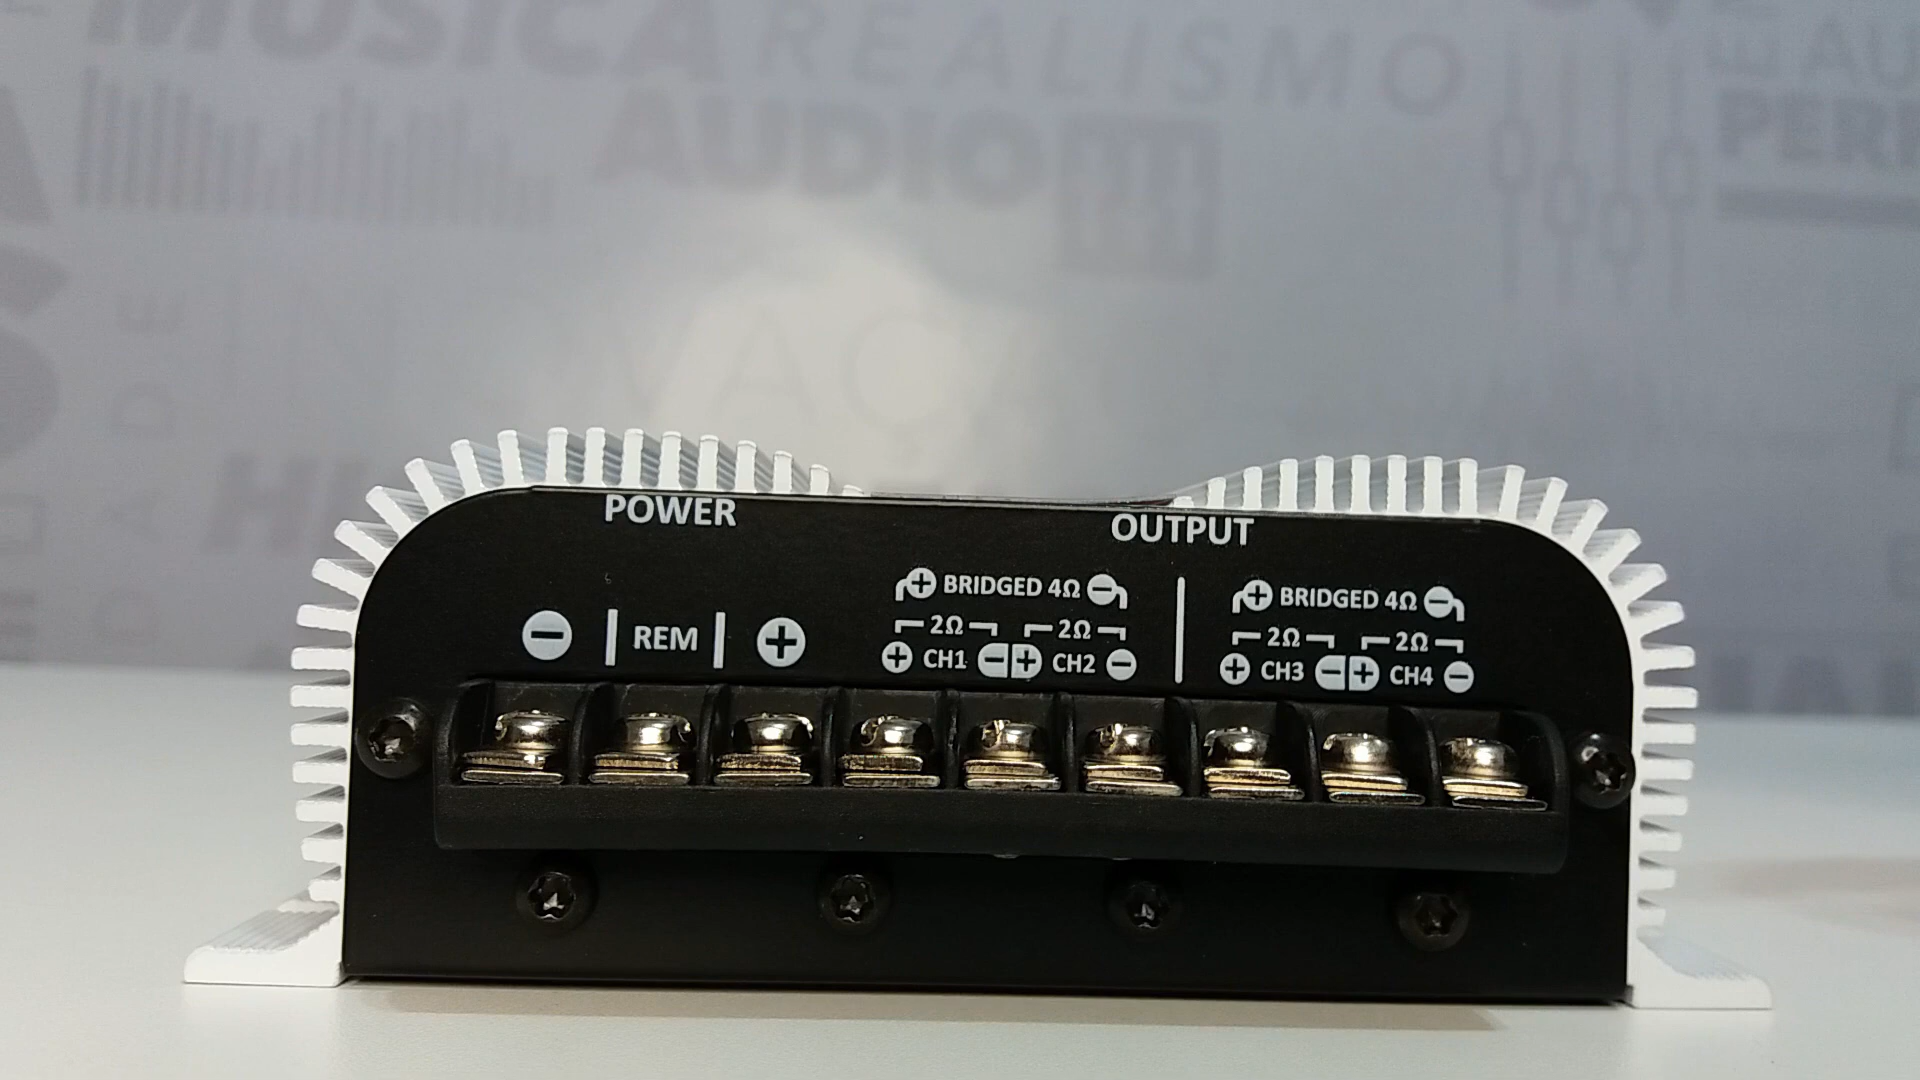 MUSICA REALISMO
AUDIO
AU
PER
POWER
OUTPUT
⊕ BRIDGED 4Ω ⊖
⊕ BRIDGED 4Ω ⊖
⊖ | REM | ⊕
2Ω 2Ω
2Ω 2Ω
⊕ CH1 ⊖ ⊕ CH2 ⊖
⊕ CH3 ⊖ ⊕ CH4 ⊖